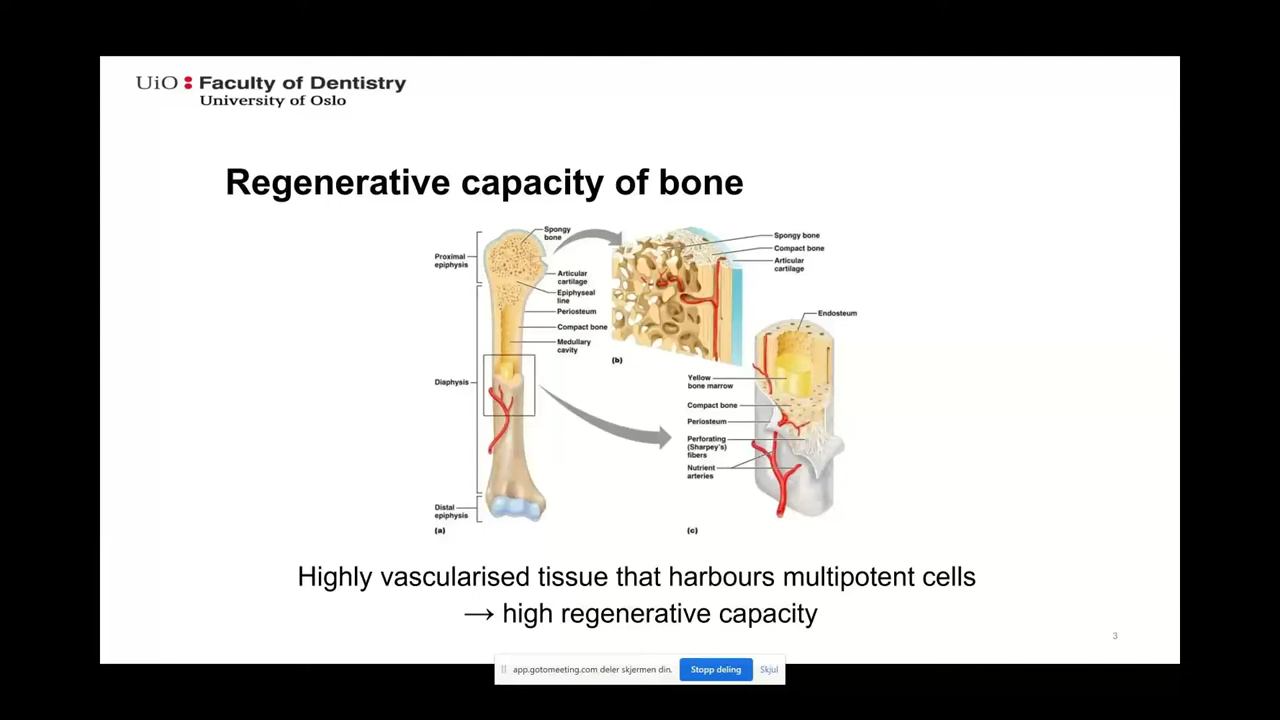 UiO : Faculty of Dentistry
University of Oslo
Regenerative capacity of bone
Spongy
bone
Proximal
epiphysis
Articular
cartilage
Epiphyseal
line
Periosteum
Compact bone
Medullary
cavity
Diaphysis
Distal
epiphysis
(a)
Spongy bone
Compact bone
Articular
cartilage
(b)
Endosteum
Yellow
bone marrow
Compact bone
Periosteum
Perforating
(Sharpey's)
fibers
Nutrient
arteries
(c)
Highly vascularised tissue that harbours multipotent cells
→ high regenerative capacity
3
app.gotomeeting.com deler skjermen din.
Stopp deling
Skjul